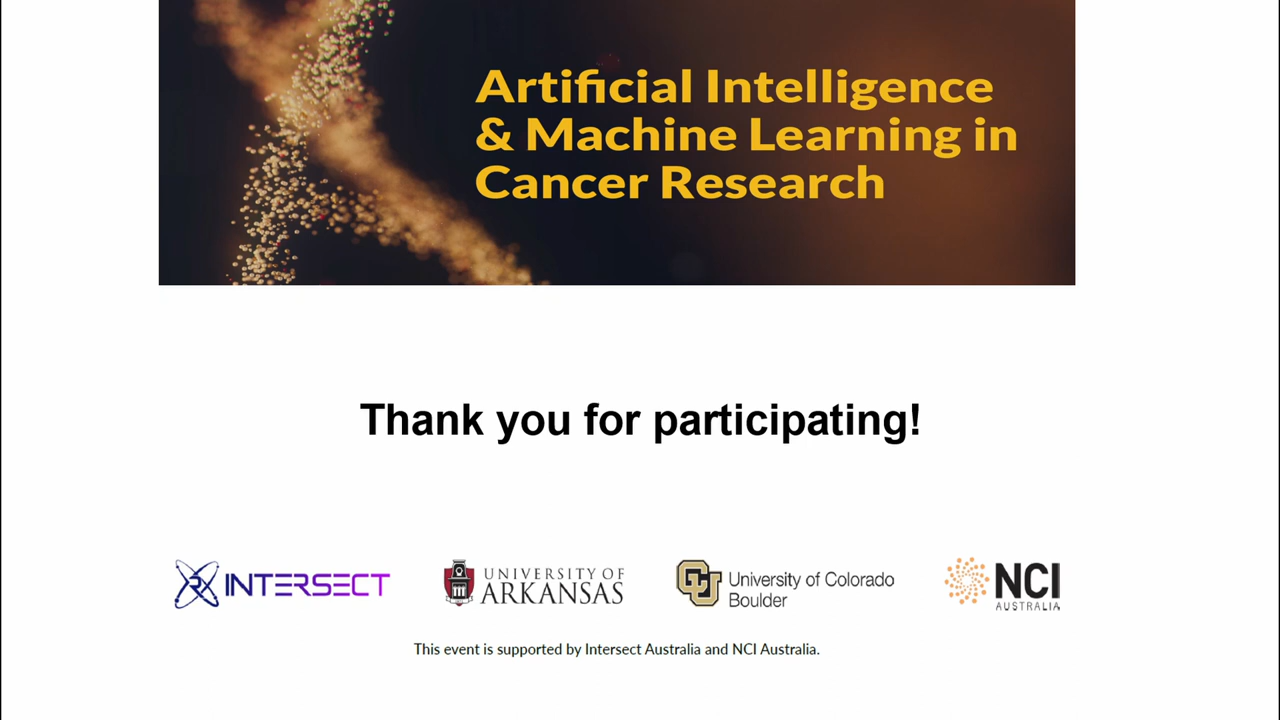 Artificial Intelligence
& Machine Learning in
Cancer Research
Thank you for participating!
INTERSECT
UNIVERSITY OF
ARKANSAS
University of Colorado
Boulder
NCI
AUSTRALIA
This event is supported by Intersect Australia and NCI Australia.